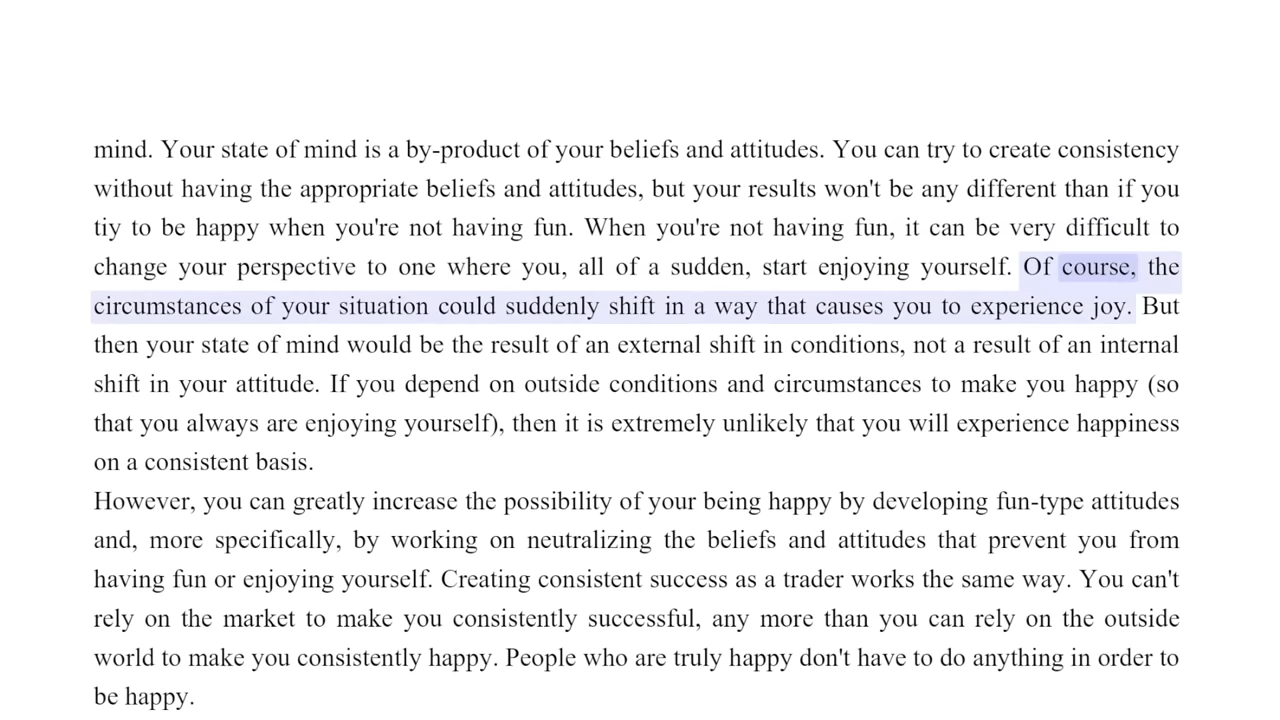 mind. Your state of mind is a by-product of your beliefs and attitudes. You can try to create consistency
without having the appropriate beliefs and attitudes, but your results won't be any different than if you
tiy to be happy when you're not having fun. When you're not having fun, it can be very difficult to
change your perspective to one where you, all of a sudden, start enjoying yourself. Of course, the
circumstances of your situation could suddenly shift in a way that causes you to experience joy. But
then your state of mind would be the result of an external shift in conditions, not a result of an internal
shift in your attitude. If you depend on outside conditions and circumstances to make you happy (so
that you always are enjoying yourself), then it is extremely unlikely that you will experience happiness
on a consistent basis.
However, you can greatly increase the possibility of your being happy by developing fun-type attitudes
and, more specifically, by working on neutralizing the beliefs and attitudes that prevent you from
having fun or enjoying yourself. Creating consistent success as a trader works the same way. You can't
rely on the market to make you consistently successful, any more than you can rely on the outside
world to make you consistently happy. People who are truly happy don't have to do anything in order to
be happy.